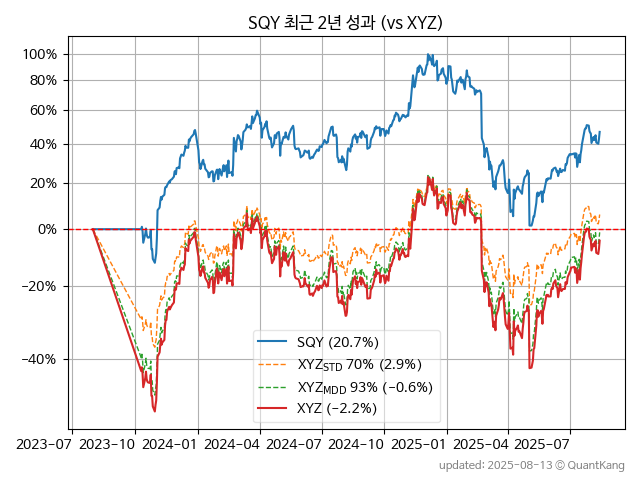 SQY 최근 2년 성과 (vs XYZ)
100%
80%
60%
40%
20%
0%
−20%
−40%
SQY (20.7%)
XYZSTD 70% (2.9%)
XYZMDD 93% (−0.6%)
XYZ (−2.2%)
2023-07 2023-10 2024-01 2024-04 2024-07 2024-10 2025-01 2025-04 2025-07
updated: 2025-08-13 ⓒ QuantKang